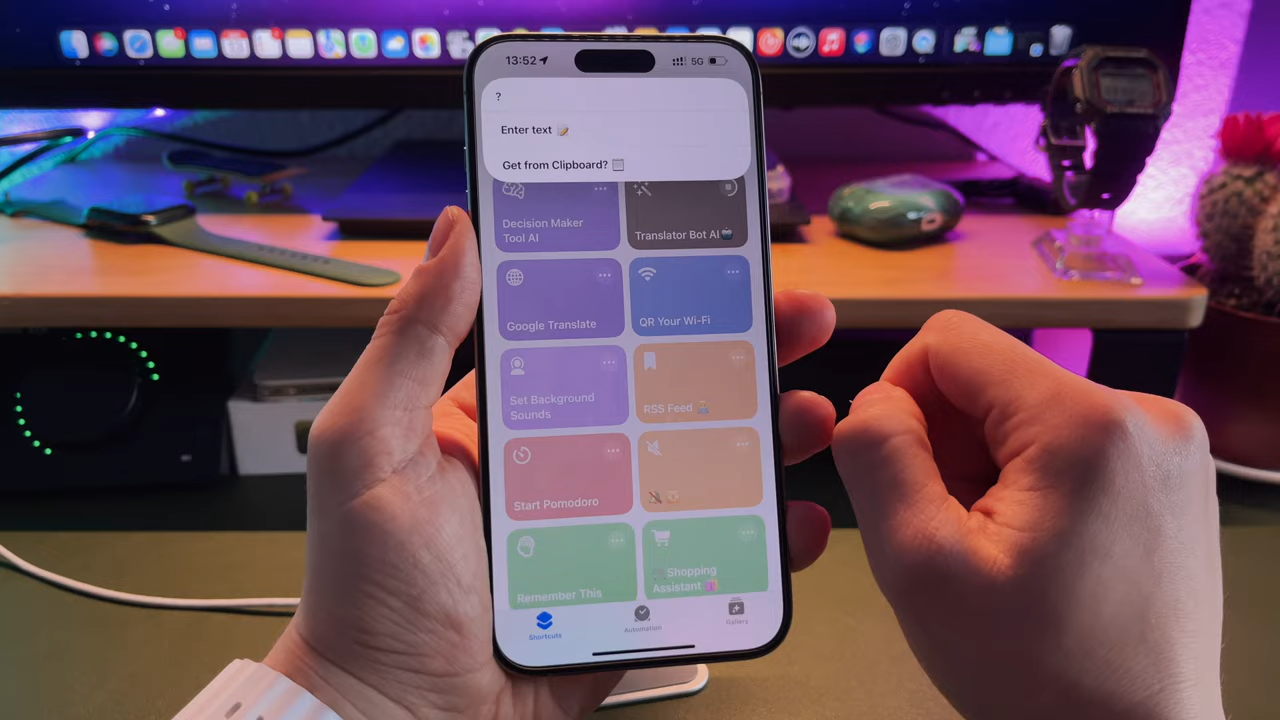 13:52
5G
?
Enter text 📝
Get from Clipboard? 📋
Decision Maker
Tool AI
Translator Bot AI
Google Translate
QR Your Wi-Fi
Set Background
Sounds
RSS Feed
Start Pomodoro
Remember This
Shopping
Assistant
Shortcuts
Automation
Gallery